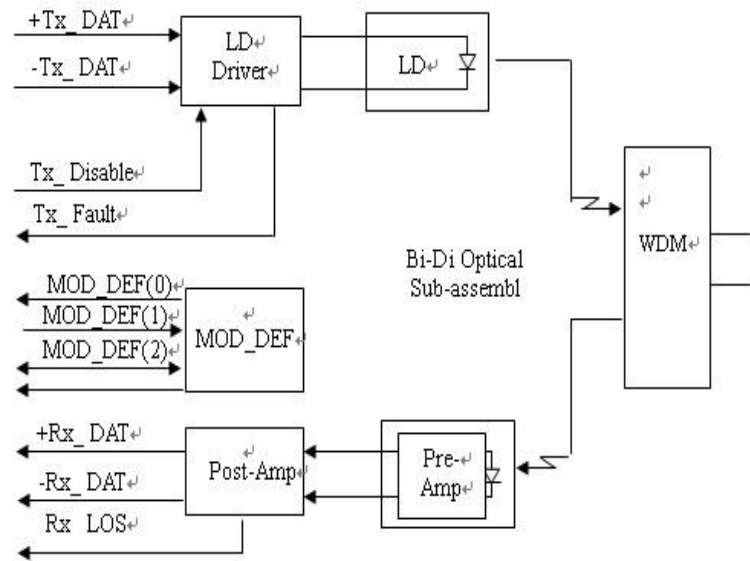 +Tx_DAT↵
-Tx_DAT↵
LD↵
Driver↵
LD↵
Tx_Disable↵
Tx_Fault↵
↵
↵
WDM↵
Bi-Di Optical
Sub-assembl
MOD_DEF(0)↵
MOD_DEF(1)↵
MOD_DEF(2)↵
↵
MOD_DEF
+Rx_DAT↵
-Rx_DAT↵
Rx LOS↵
↵
Post-Amp↵
Pre-
Amp↵